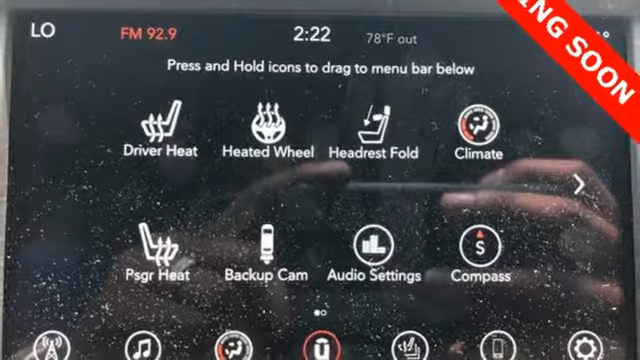 LO FM 92.9 2:22 78°F out
ING SOON
Press and Hold icons to drag to menu bar below
Driver Heat Heated Wheel Headrest Fold Climate
S
Psgr Heat Backup Cam Audio Settings Compass